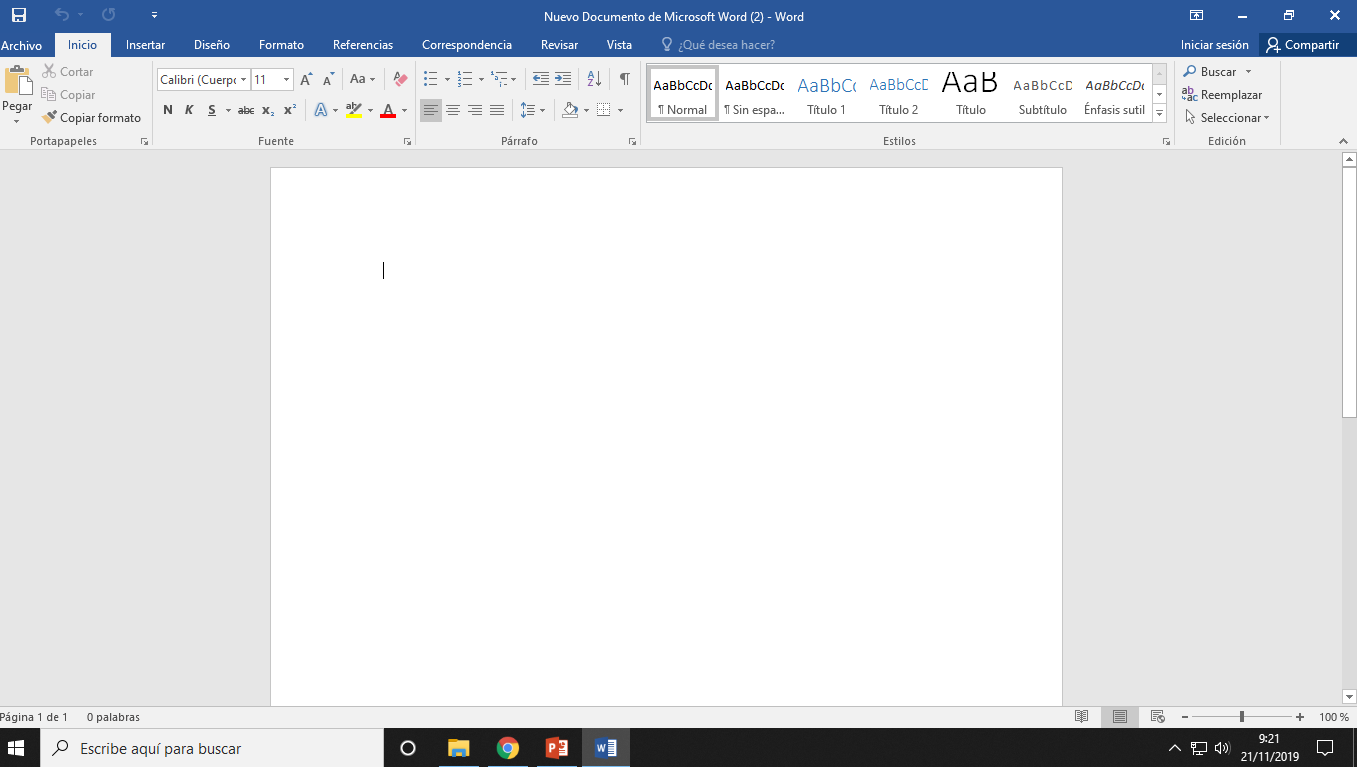 Nuevo Documento de Microsoft Word (2) - Word
Archivo Inicio Insertar Diseño Formato Referencias Correspondencia Revisar Vista ¿Qué desea hacer? Iniciar sesión Compartir
Pegar
Cortar
Copiar
Copiar formato
Portapapeles
Calibri (Cuerpo 11 Aa
N K S abc x₂ x² A ab A
Fuente
Párrafo
AaBbCcDc AaBbCcDc AaBbCc AaBbCcD AaB AaBbCcD AaBbCcDc
¶ Normal ¶ Sin espa... Título 1 Título 2 Título Subtítulo Énfasis sutil
Estilos
Buscar
Reemplazar
Seleccionar
Edición
Página 1 de 1 0 palabras 100 %
Escribe aquí para buscar
9:21
21/11/2019